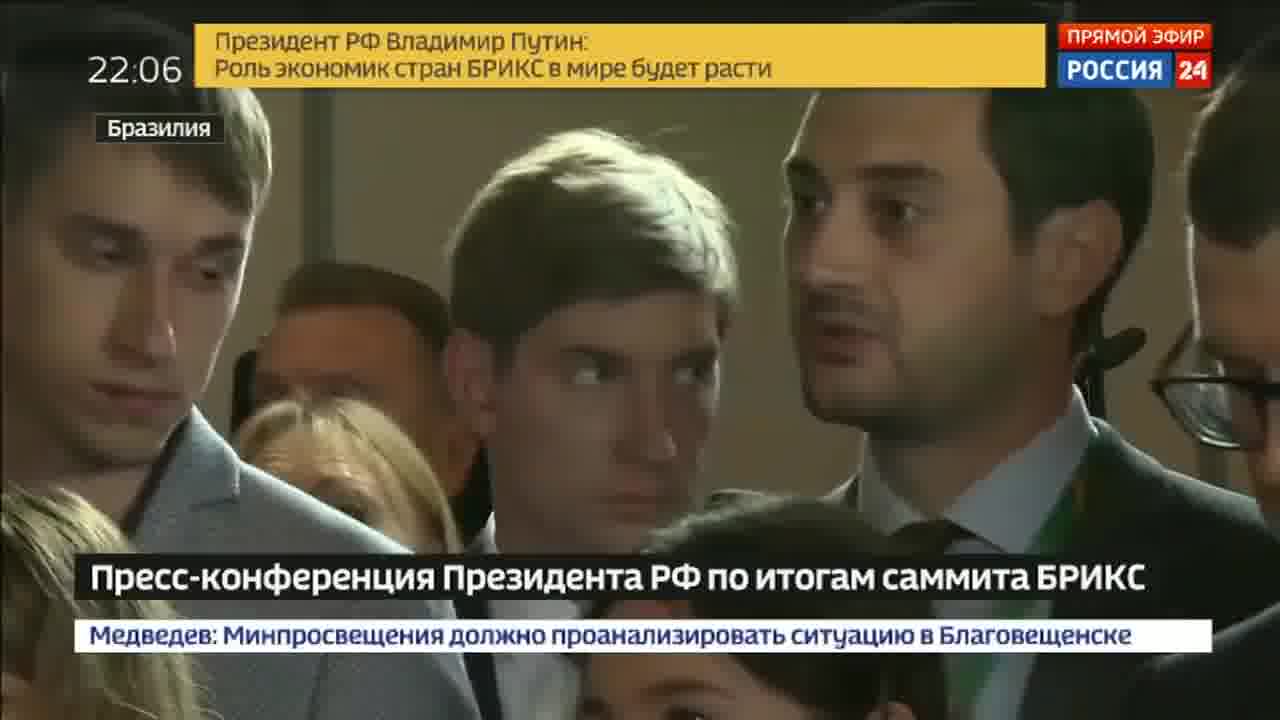 22:06
Президент РФ Владимир Путин:
Роль экономик стран БРИКС в мире будет расти
ПРЯМОЙ ЭФИР
РОССИЯ 24
Бразилия
Пресс-конференция Президента РФ по итогам саммита БРИКС
Медведев: Минпросвещения должно проанализировать ситуацию в Благовещенске